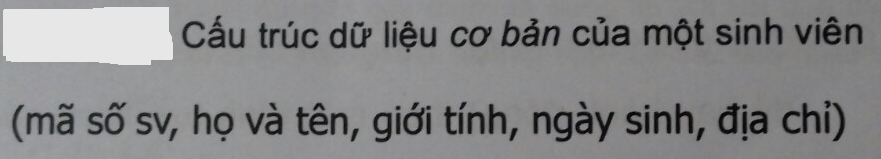 Cấu trúc dữ liệu cơ bản của một sinh viên
(mã số sv, họ và tên, giới tính, ngày sinh, địa chỉ)